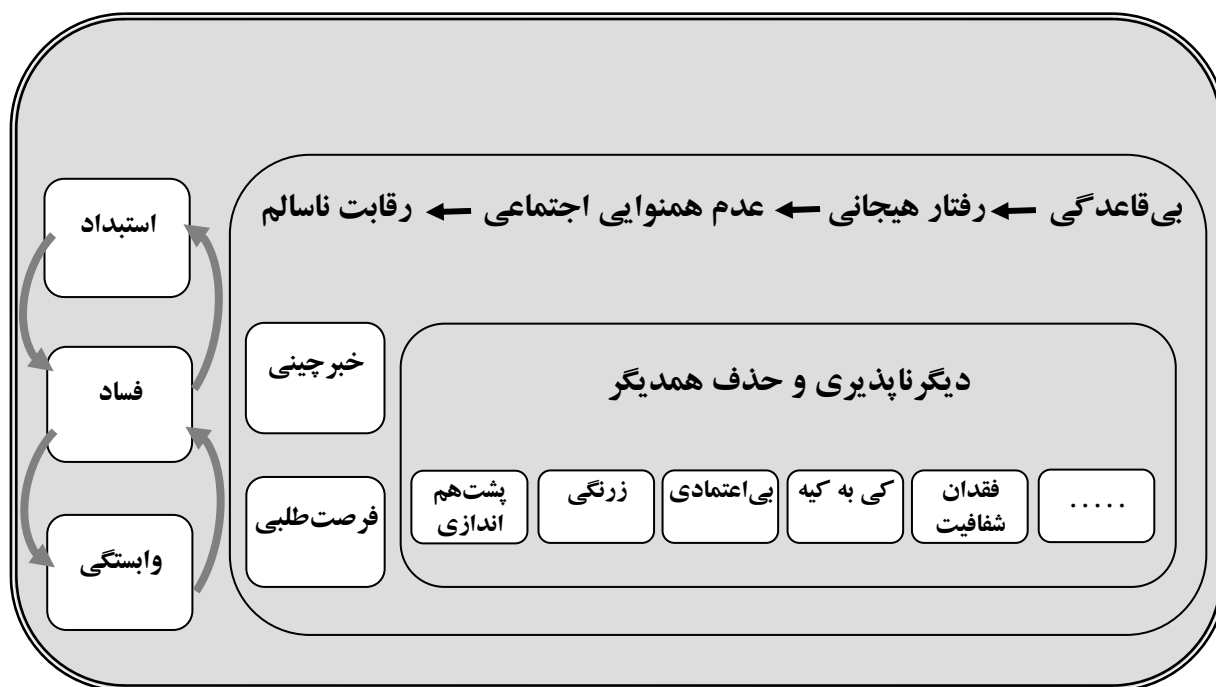 بی‌قاعدگی ← رفتار هیجانی ← عدم همنوایی اجتماعی ← رقابت ناسالم
استبداد
فساد
وابستگی
خبرچینی
فرصت‌طلبی
دیگرناپذیری و حذف همدیگر
.....
فقدان
شفافیت
کی به کیه
بی‌اعتمادی
زرنگی
پشت‌هم
اندازی